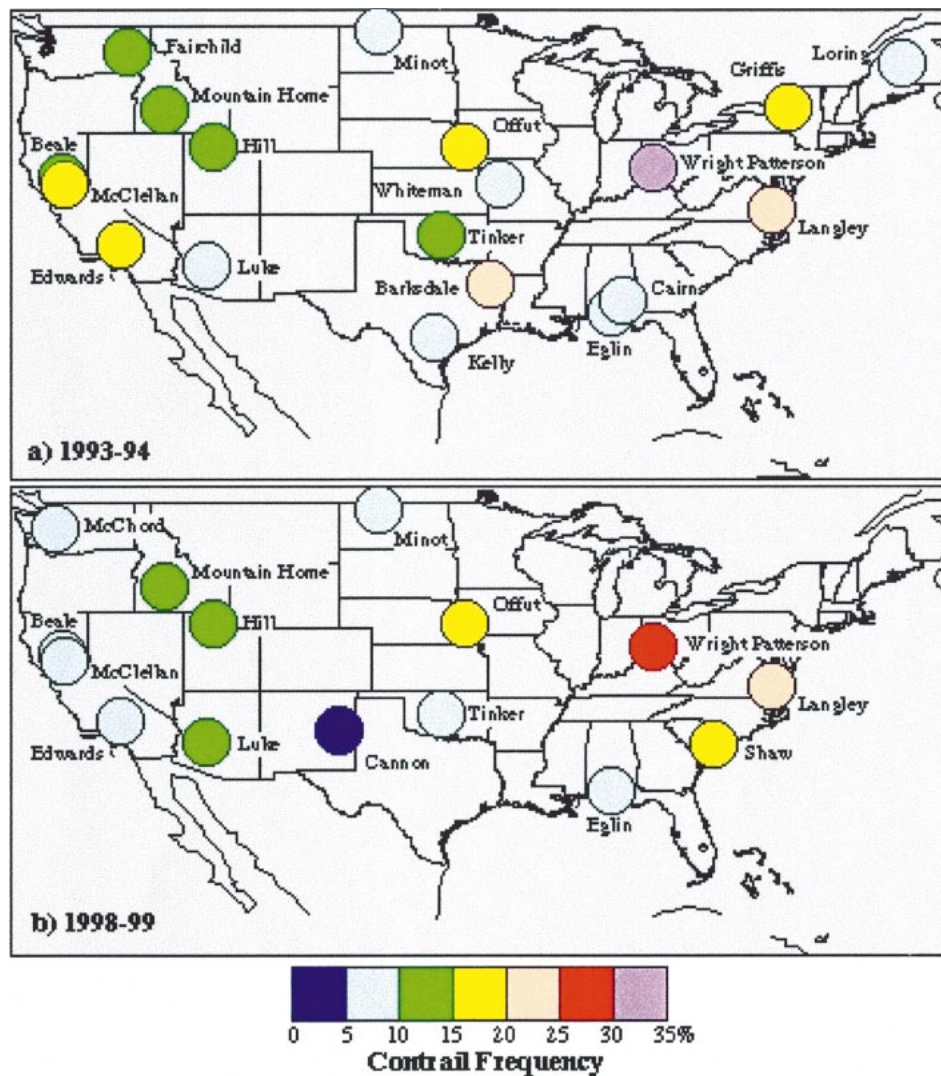 Fairchild
Minot
Loring
Griffis
Mountain Home
Offut
Beale
Hill
Wright Patterson
McClellan
Whiteman
Langley
Tinker
Edwards
Luke
Barksdale
Cairns
Kelly
Eglin
a) 1993-94
McChord
Minot
Mountain Home
Offut
Beale
Hill
Wright Patterson
McClellan
Langley
Tinker
Edwards
Luke
Cannon
Shaw
Eglin
b) 1998-99
0 5 10 15 20 25 30 35%
Contrail Frequency